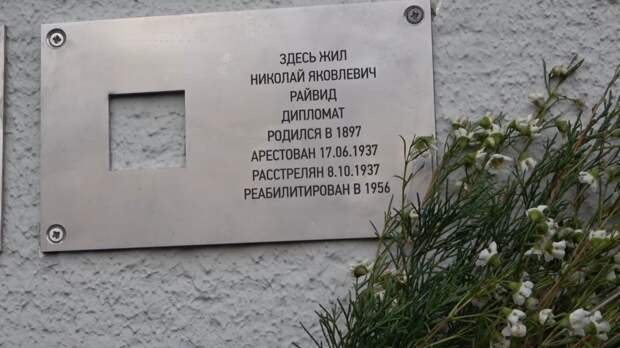 ЗДЕСЬ ЖИЛ
НИКОЛАЙ ЯКОВЛЕВИЧ
РАЙВИД
ДИПЛОМАТ
РОДИЛСЯ В 1897
АРЕСТОВАН 17.06.1937
РАССТРЕЛЯН 8.10.1937
РЕАБИЛИТИРОВАН В 1956